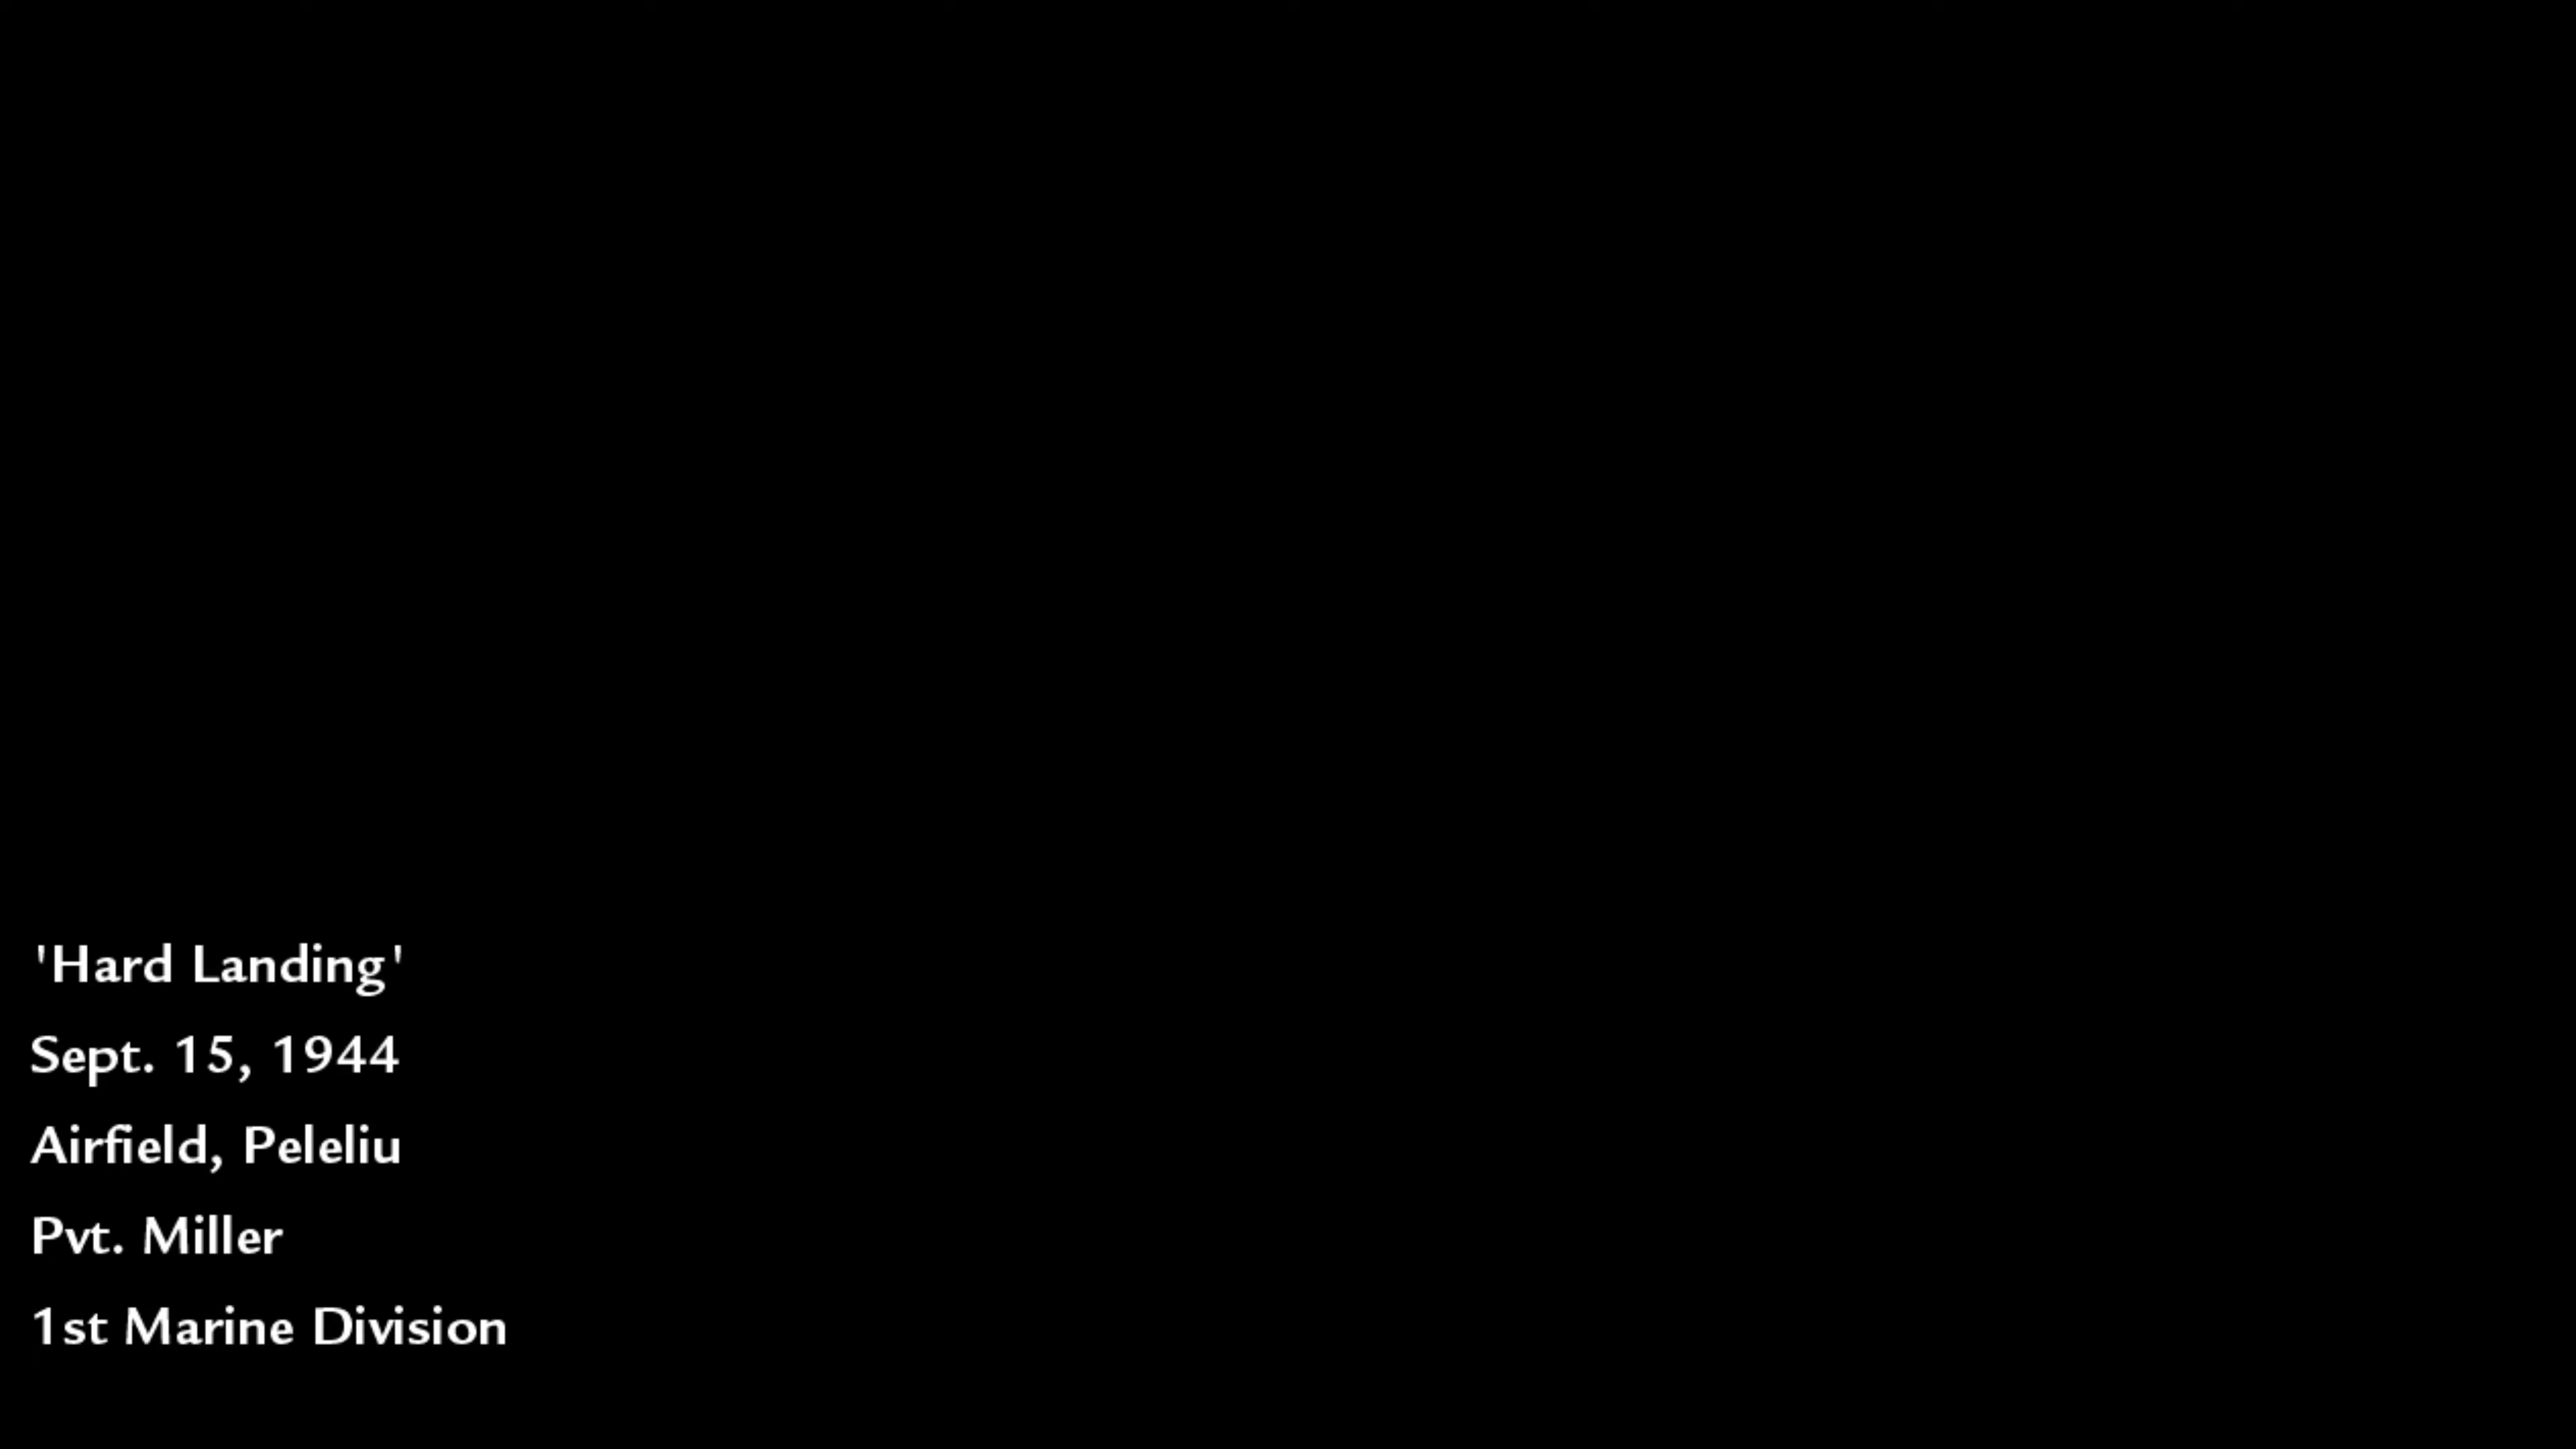 'Hard Landing'
Sept. 15, 1944
Airfield, Peleliu
Pvt. Miller
1st Marine Division